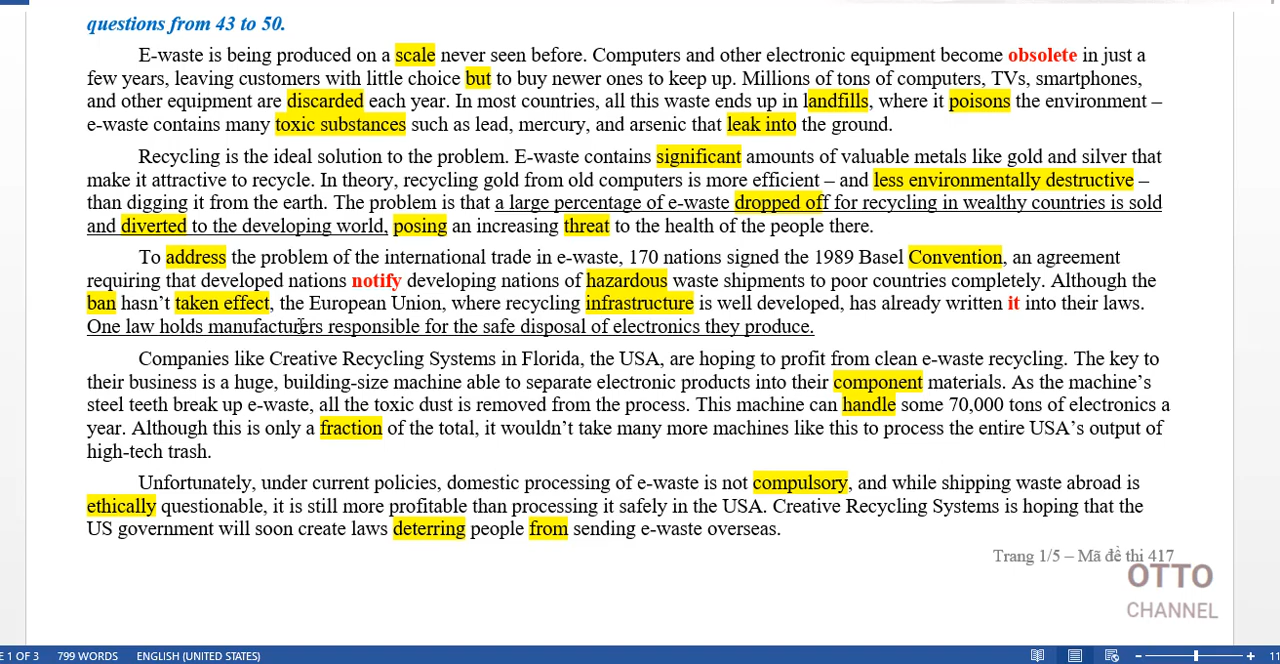 questions from 43 to 50.
E-waste is being produced on a scale never seen before. Computers and other electronic equipment become obsolete in just a
few years, leaving customers with little choice but to buy newer ones to keep up. Millions of tons of computers, TVs, smartphones,
and other equipment are discarded each year. In most countries, all this waste ends up in landfills, where it poisons the environment –
e-waste contains many toxic substances such as lead, mercury, and arsenic that leak into the ground.
Recycling is the ideal solution to the problem. E-waste contains significant amounts of valuable metals like gold and silver that
make it attractive to recycle. In theory, recycling gold from old computers is more efficient – and less environmentally destructive –
than digging it from the earth. The problem is that a large percentage of e-waste dropped off for recycling in wealthy countries is sold
and diverted to the developing world, posing an increasing threat to the health of the people there.
To address the problem of the international trade in e-waste, 170 nations signed the 1989 Basel Convention, an agreement
requiring that developed nations notify developing nations of hazardous waste shipments to poor countries completely. Although the
ban hasn't taken effect, the European Union, where recycling infrastructure is well developed, has already written it into their laws.
One law holds manufacturers responsible for the safe disposal of electronics they produce.
Companies like Creative Recycling Systems in Florida, the USA, are hoping to profit from clean e-waste recycling. The key to
their business is a huge, building-size machine able to separate electronic products into their component materials. As the machine's
steel teeth break up e-waste, all the toxic dust is removed from the process. This machine can handle some 70,000 tons of electronics a
year. Although this is only a fraction of the total, it wouldn't take many more machines like this to process the entire USA's output of
high-tech trash.
Unfortunately, under current policies, domestic processing of e-waste is not compulsory, and while shipping waste abroad is
ethically questionable, it is still more profitable than processing it safely in the USA. Creative Recycling Systems is hoping that the
US government will soon create laws deterring people from sending e-waste overseas.
Trang 1/5 – Mã đề thi 417
OTTO
CHANNEL
E 1 OF 3 799 WORDS ENGLISH (UNITED STATES) 11